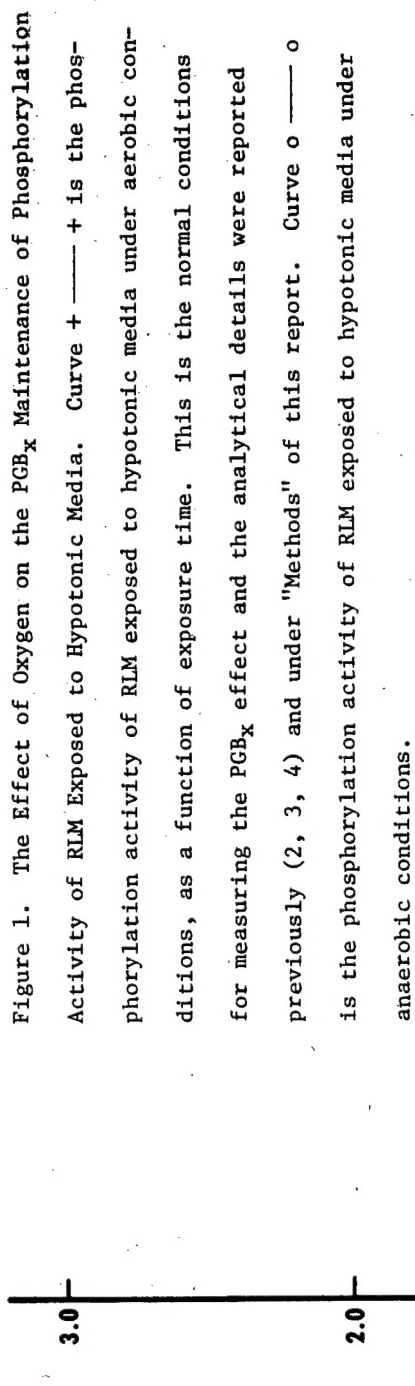 Figure 1. The Effect of Oxygen on the PGBx Maintenance of Phosphorylation
Activity of RLM Exposed to Hypotonic Media. Curve + —— + is the phos-
phorylation activity of RLM exposed to hypotonic media under aerobic con-
ditions, as a function of exposure time. This is the normal conditions
for measuring the PGBx effect and the analytical details were reported
previously (2, 3, 4) and under "Methods" of this report. Curve o —— o
is the phosphorylation activity of RLM exposed to hypotonic media under
anaerobic conditions.
3.0
2.0